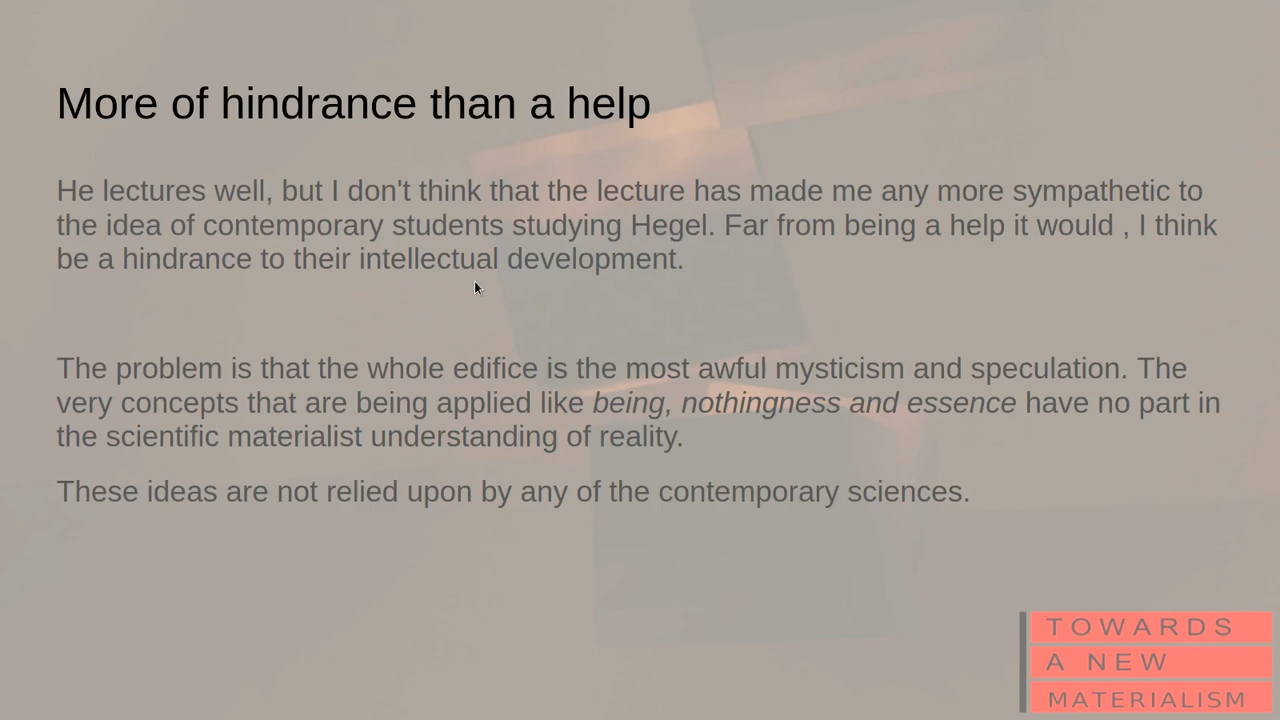 More of hindrance than a help
He lectures well, but I don't think that the lecture has made me any more sympathetic to
the idea of contemporary students studying Hegel. Far from being a help it would , I think
be a hindrance to their intellectual development.
The problem is that the whole edifice is the most awful mysticism and speculation. The
very concepts that are being applied like being, nothingness and essence have no part in
the scientific materialist understanding of reality.
These ideas are not relied upon by any of the contemporary sciences.
TOWARDS
A NEW
MATERIALISM